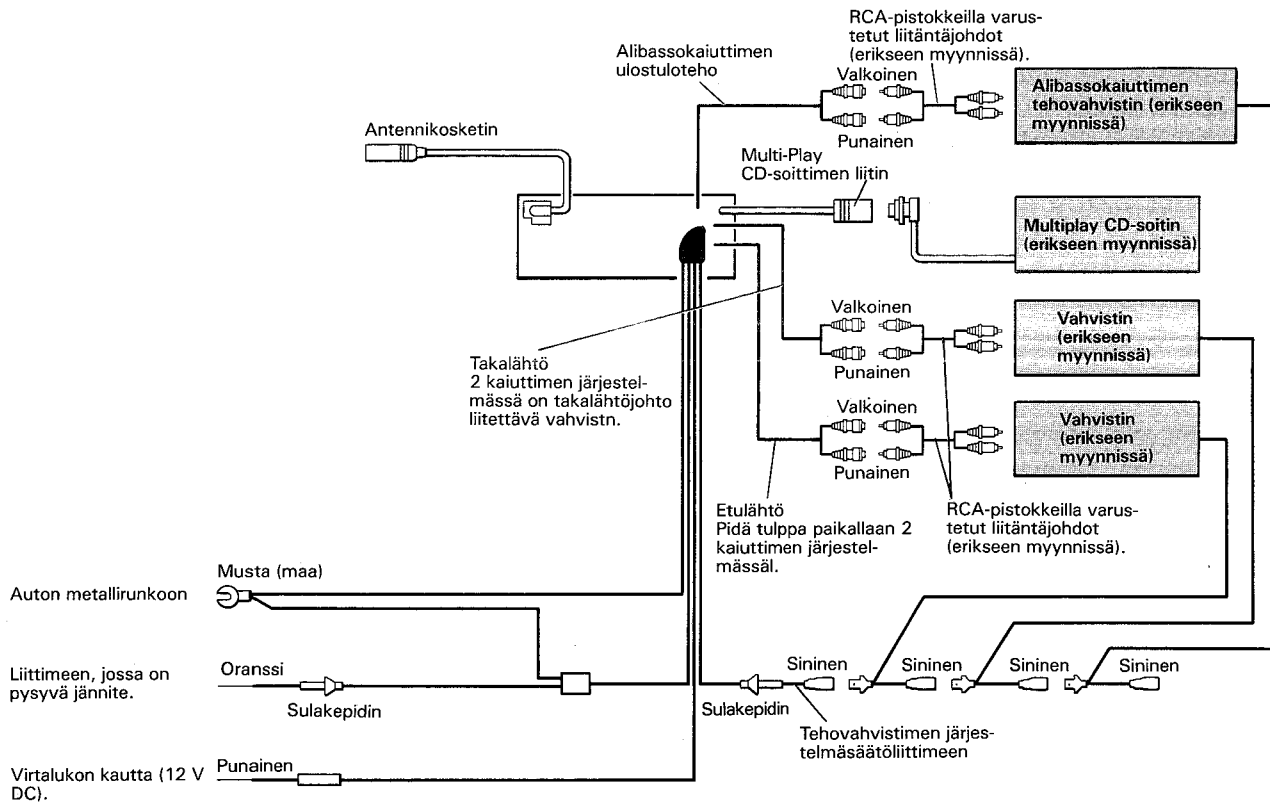 RCA-pistokkeilla varus-
tetut liitäntäjohdot
(erikseen myynnissä).
Alibassokaiuttimen
ulostuloteho
Valkoinen
Punainen
Alibassokaiuttimen
tehovahvistin (erikseen
myynnissä)
Antennikosketin
Multi-Play
CD-soittimen liitin
Multiplay CD-soitin
(erikseen myynnissä)
Valkoinen
Punainen
Vahvistin
(erikseen
myynnissä)
Takalähtö
2 kaiuttimen järjestel-
mässä on takalähtöjohto
liitettävä vahvistn.
Valkoinen
Punainen
Vahvistin
(erikseen
myynnissä)
Etulähtö
Pidä tulppa paikallaan 2
kaiuttimen järjestel-
mässäl.
RCA-pistokkeilla varus-
tetut liitäntäjohdot
(erikseen myynnissä).
Auton metallirunkoon
Musta (maa)
Liittimeen, jossa on
pysyvä jännite.
Oranssi
Sulakepidin
Sulakepidin
Sininen
Sininen
Sininen
Sininen
Tehovahvistimen järjes-
telmäsäätöliittimeen
Virtalukon kautta (12 V
DC).
Punainen